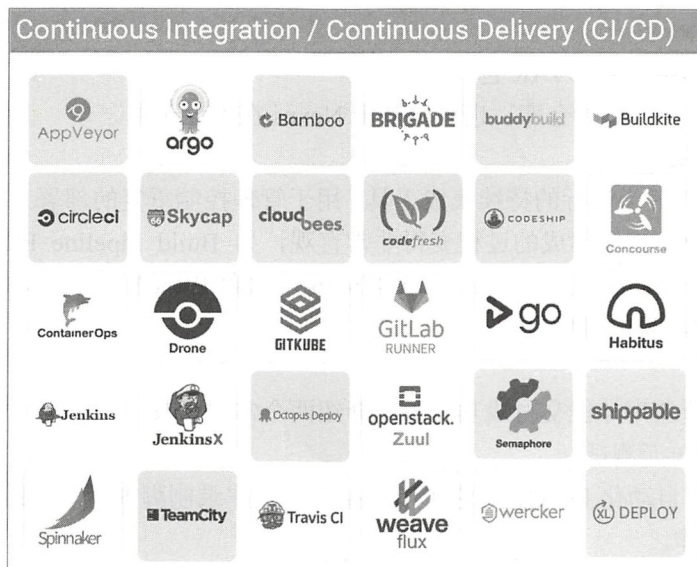 Continuous Integration / Continuous Delivery (CI/CD)
AppVeyor
argo
Bamboo
BRIGADE
buddybuild
Buildkite
circleci
66
Skycap
cloudbees
codefresh
CODESHIP
Concourse
ContainerOps
Drone
GITKUBE
GitLab
RUNNER
go
Habitus
Jenkins
JenkinsX
Octopus Deploy
openstack.
Zuul
Semaphore
shippable
Spinnaker
TeamCity
Travis CI
weave
flux
wercker
XL DEPLOY